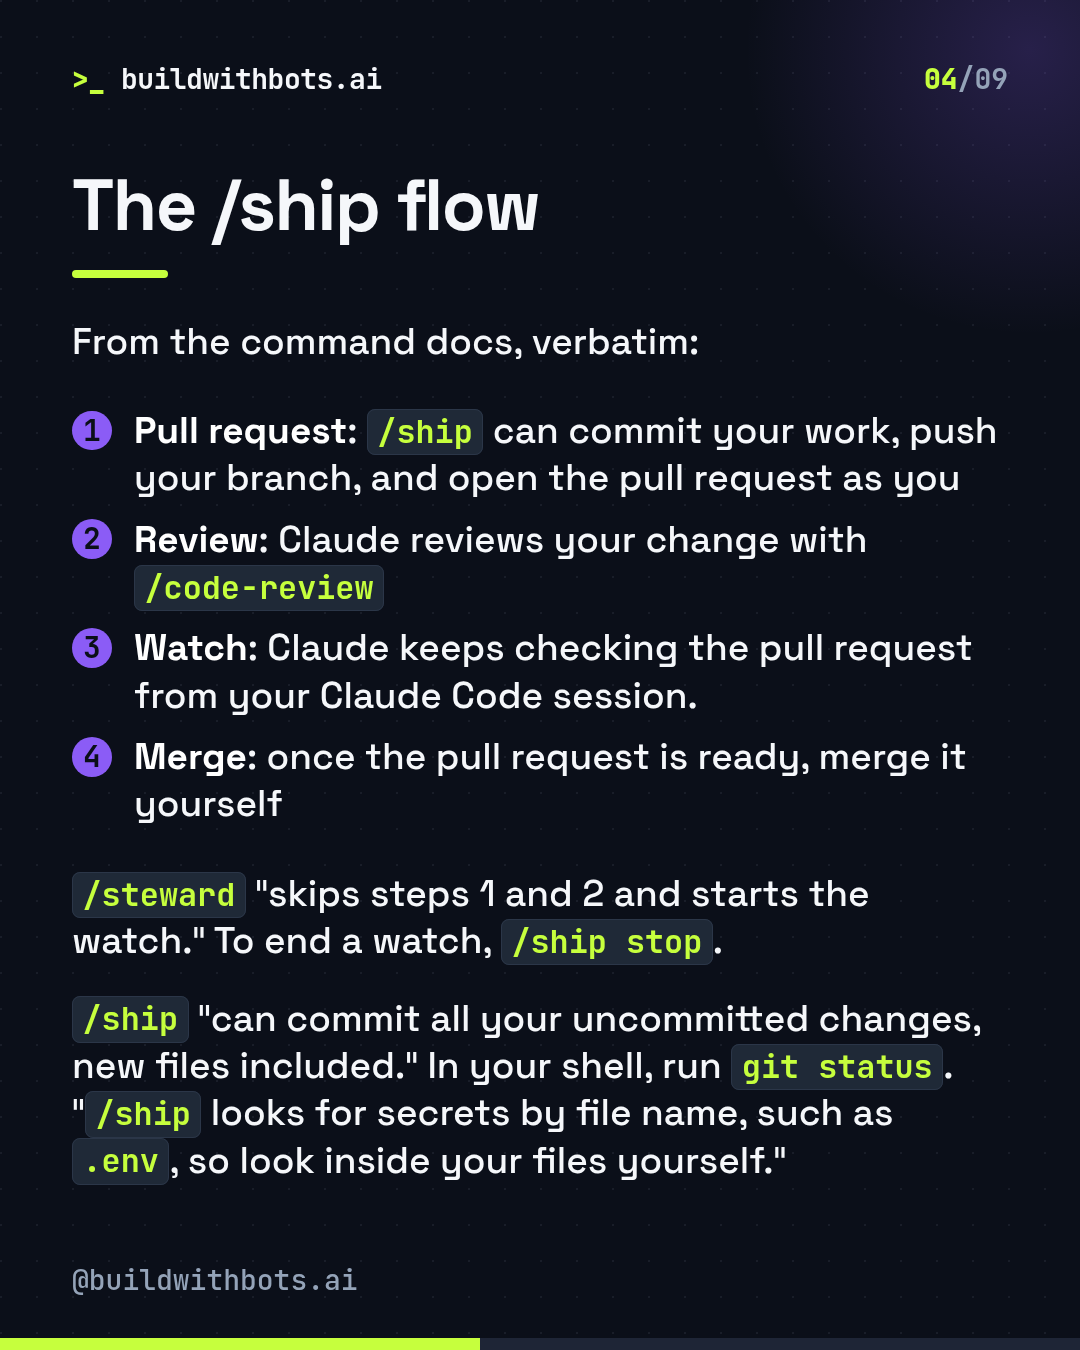 >_ buildwithbots.ai
04/09
The /ship flow
From the command docs, verbatim:
1 Pull request: /ship can commit your work, push
your branch, and open the pull request as you
2 Review: Claude reviews your change with
/code-review
3 Watch: Claude keeps checking the pull request
from your Claude Code session.
4 Merge: once the pull request is ready, merge it
yourself
/steward "skips steps 1 and 2 and starts the
watch." To end a watch, /ship stop.
/ship "can commit all your uncommitted changes,
new files included." In your shell, run git status.
"/ship looks for secrets by file name, such as
.env, so look inside your files yourself."
@buildwithbots.ai